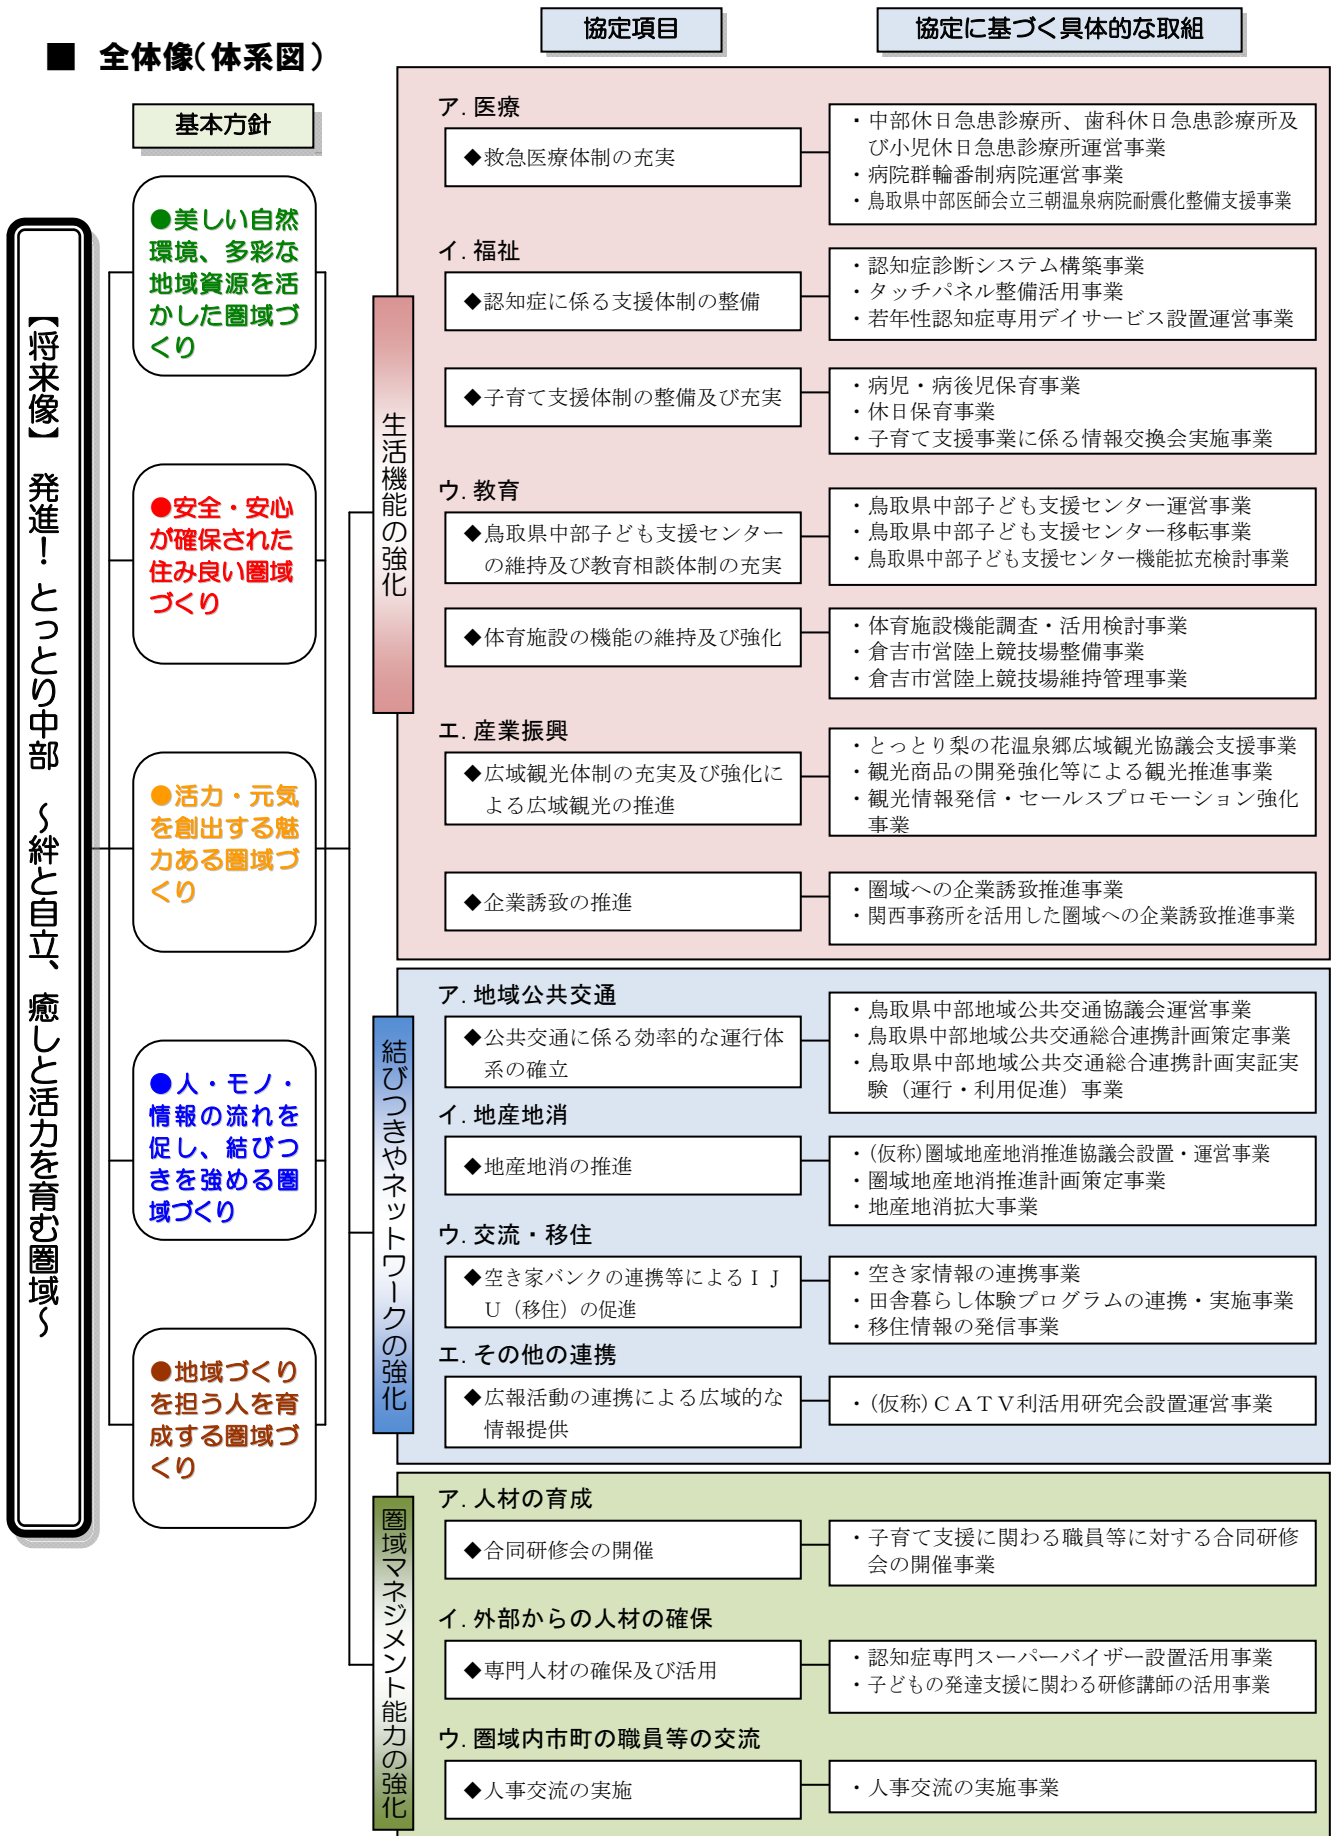 ■ 全体像(体系図)
協定項目
協定に基づく具体的な取組
基本方針
【将来像】 発進！とっとり中部 ～絆と自立、癒しと活力を育む圏域～
●美しい自然
環境、多彩な
地域資源を活
かした圏域づ
くり
●安全・安心
が確保された
住み良い圏域
づくり
●活力・元気
を創出する魅
力ある圏域づ
くり
●人・モノ・
情報の流れを
促し、結びつ
きを強める圏
域づくり
●地域づくり
を担う人を育
成する圏域づ
くり
生活機能の強化
ア．医療
◆救急医療体制の充実
・中部休日急患診療所、歯科休日急患診療所及
び小児休日急患診療所運営事業
・病院群輪番制病院運営事業
・鳥取県中部医師会立三朝温泉病院耐震化整備支援事業
イ．福祉
◆認知症に係る支援体制の整備
・認知症診断システム構築事業
・タッチパネル整備活用事業
・若年性認知症専用デイサービス設置運営事業
◆子育て支援体制の整備及び充実
・病児・病後児保育事業
・休日保育事業
・子育て支援事業に係る情報交換会実施事業
ウ．教育
◆鳥取県中部子ども支援センター
の維持及び教育相談体制の充実
・鳥取県中部子ども支援センター運営事業
・鳥取県中部子ども支援センター移転事業
・鳥取県中部子ども支援センター機能拡充検討事業
◆体育施設の機能の維持及び強化
・体育施設機能調査・活用検討事業
・倉吉市営陸上競技場整備事業
・倉吉市営陸上競技場維持管理事業
エ．産業振興
◆広域観光体制の充実及び強化に
よる広域観光の推進
・とっとり梨の花温泉郷広域観光協議会支援事業
・観光商品の開発強化等による観光推進事業
・観光情報発信・セールスプロモーション強化
事業
◆企業誘致の推進
・圏域への企業誘致推進事業
・関西事務所を活用した圏域への企業誘致推進事業
結びつきやネットワークの強化
ア．地域公共交通
◆公共交通に係る効率的な運行体
系の確立
・鳥取県中部地域公共交通協議会運営事業
・鳥取県中部地域公共交通総合連携計画策定事業
・鳥取県中部地域公共交通総合連携計画実証実
験（運行・利用促進）事業
イ．地産地消
◆地産地消の推進
・(仮称)圏域地産地消推進協議会設置・運営事業
・圏域地産地消推進計画策定事業
・地産地消拡大事業
ウ．交流・移住
◆空き家バンクの連携等によるＩＪ
Ｕ（移住）の促進
・空き家情報の連携事業
・田舎暮らし体験プログラムの連携・実施事業
・移住情報の発信事業
エ．その他の連携
◆広報活動の連携による広域的な
情報提供
・(仮称)ＣＡＴＶ利活用研究会設置運営事業
圏域マネジメント能力の強化
ア．人材の育成
◆合同研修会の開催
・子育て支援に関わる職員等に対する合同研修
会の開催事業
イ．外部からの人材の確保
◆専門人材の確保及び活用
・認知症専門スーパーバイザー設置活用事業
・子どもの発達支援に関わる研修講師の活用事業
ウ．圏域内市町の職員等の交流
◆人事交流の実施
・人事交流の実施事業